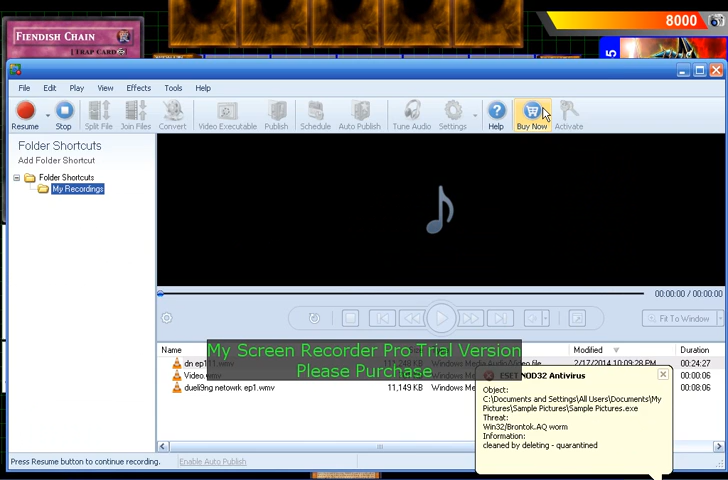 FIENDISH CHAIN
[TRAP CARD
8000
5
File Edit Play View Effects Tools Help
Resume Stop Split File Join Files Convert Video Executable Publish Schedule Auto Publish Tune Audio Settings Help Buy Now Activate
Folder Shortcuts
Add Folder Shortcut
Folder Shortcuts
My Recordings
00:00:00 / 00:00:00
Fit To Window
Name Modified Duration
My Screen Recorder Pro Trial Version
Please Purchase
dn ep111.wmv 2/17/2014 10:09:28 PM 00:24:27
Video.wmv 00:00:06
dueli9ng netowrk ep1.wmv 11,149 KB Windows Me 00:08:06
ESET NOD32 Antivirus
Object:
C:\Documents and Settings\All Users\Documents\My
Pictures\Sample Pictures\Sample Pictures.exe
Threat:
Win32/Brontok.AQ worm
Information:
cleaned by deleting - quarantined
Press Resume button to continue recording. Enable Auto Publish